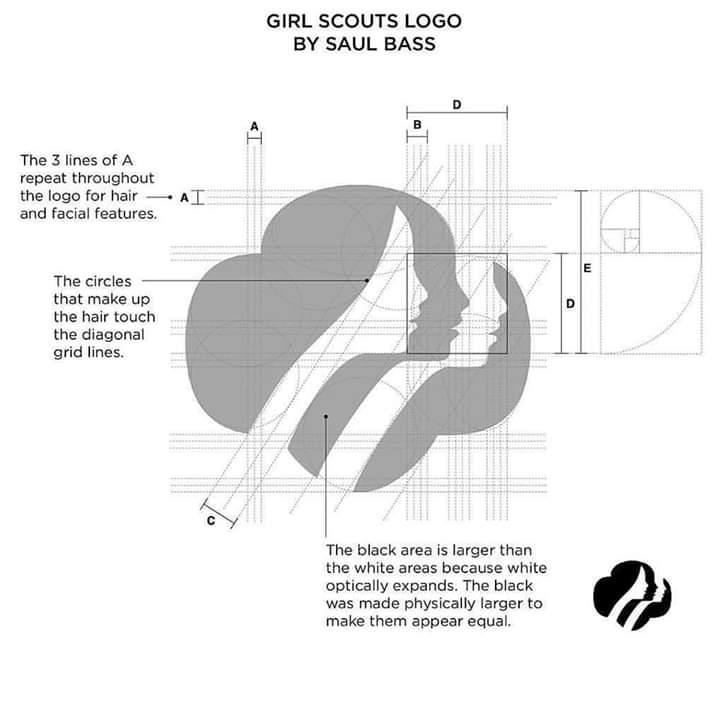 GIRL SCOUTS LOGO
BY SAUL BASS
D
A
B
The 3 lines of A
repeat throughout
the logo for hair
and facial features.
A
E
The circles
that make up
the hair touch
the diagonal
grid lines.
D
C
The black area is larger than
the white areas because white
optically expands. The black
was made physically larger to
make them appear equal.